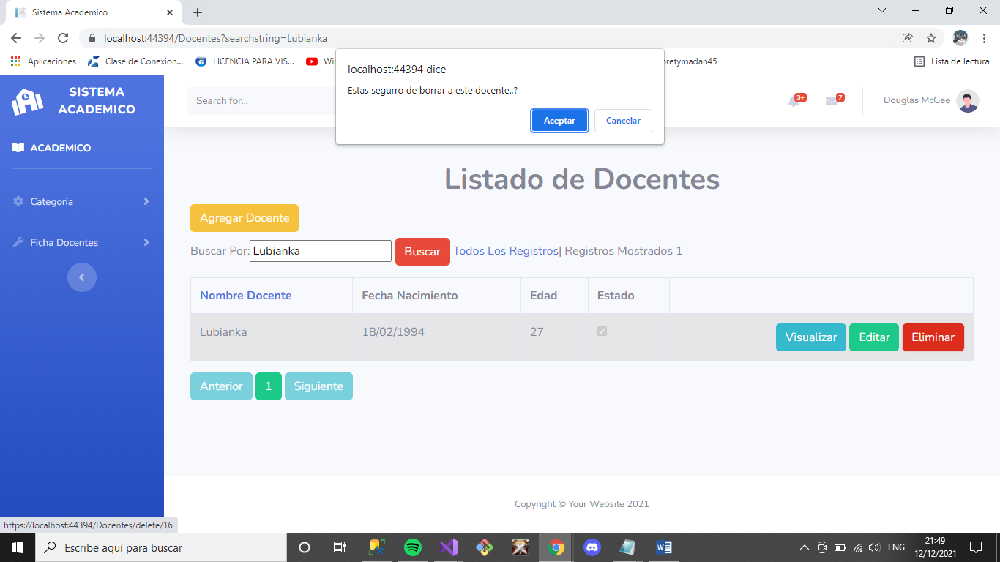 Sistema Academico
localhost:44394/Docentes?searchstring=Lubianka
Aplicaciones
Clase de Conexion...
LICENCIA PARA VIS...
pretymadan45
Lista de lectura
localhost:44394 dice
Estas segurro de borrar a este docente..?
Aceptar
Cancelar
SISTEMA
ACADEMICO
Search for...
3+
7
Douglas McGee
ACADEMICO
Categoria
Ficha Docentes
Listado de Docentes
Agregar Docente
Buscar Por: Lubianka Buscar Todos Los Registros| Registros Mostrados 1
Nombre Docente Fecha Nacimiento Edad Estado
Lubianka 18/02/1994 27 Visualizar Editar Eliminar
Anterior 1 Siguiente
Copyright © Your Website 2021
https://localhost:44394/Docentes/delete/16
Escribe aquí para buscar
ENG
21:49
12/12/2021